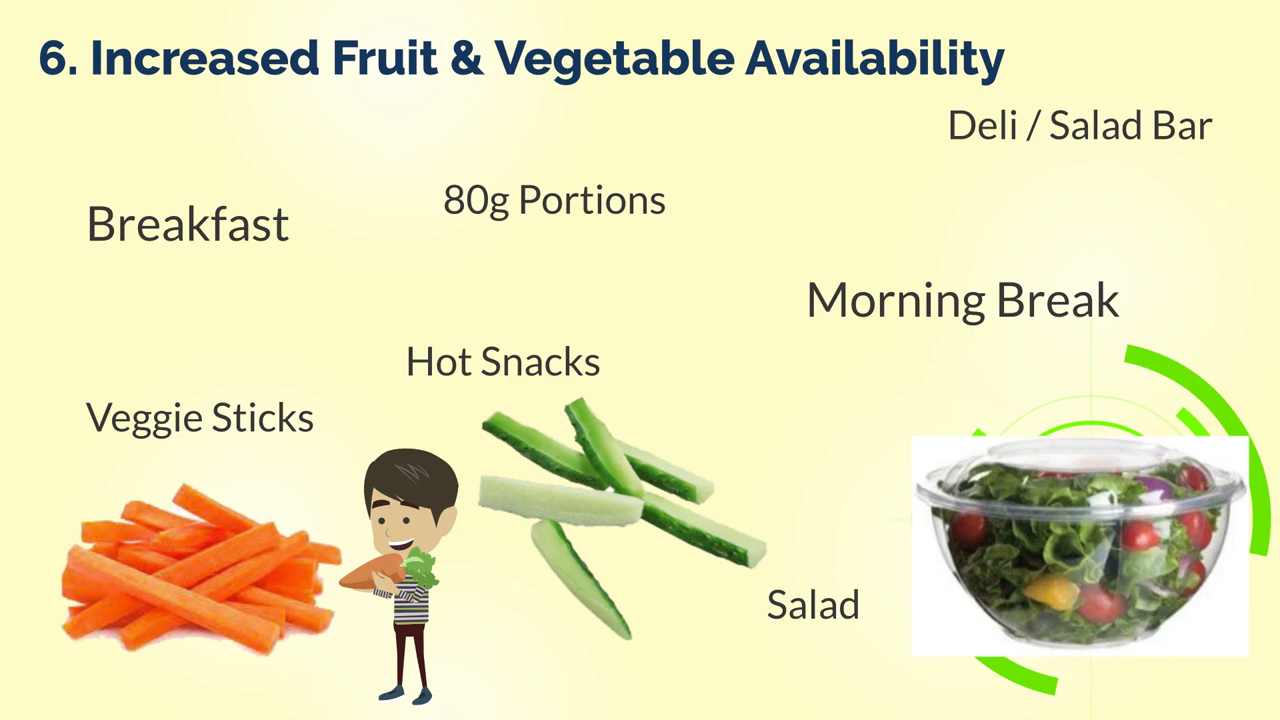 6. Increased Fruit & Vegetable Availability
Deli / Salad Bar
80g Portions
Breakfast
Morning Break
Hot Snacks
Veggie Sticks
Salad